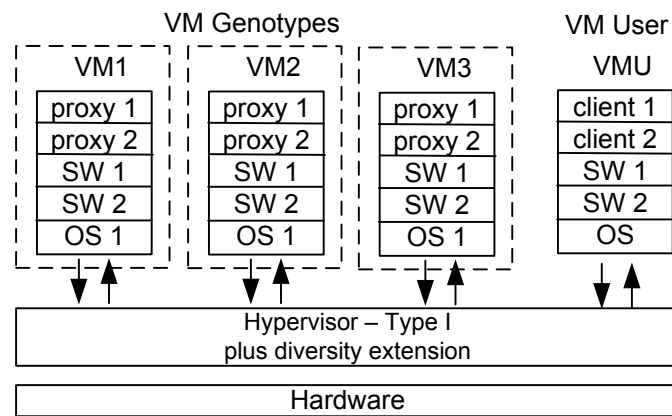 VM Genotypes
VM User
VM1
VM2
VM3
VMU
proxy 1
proxy 2
SW 1
SW 2
OS 1
proxy 1
proxy 2
SW 1
SW 2
OS 1
proxy 1
proxy 2
SW 1
SW 2
OS 1
client 1
client 2
SW 1
SW 2
OS
Hypervisor – Type I
plus diversity extension
Hardware